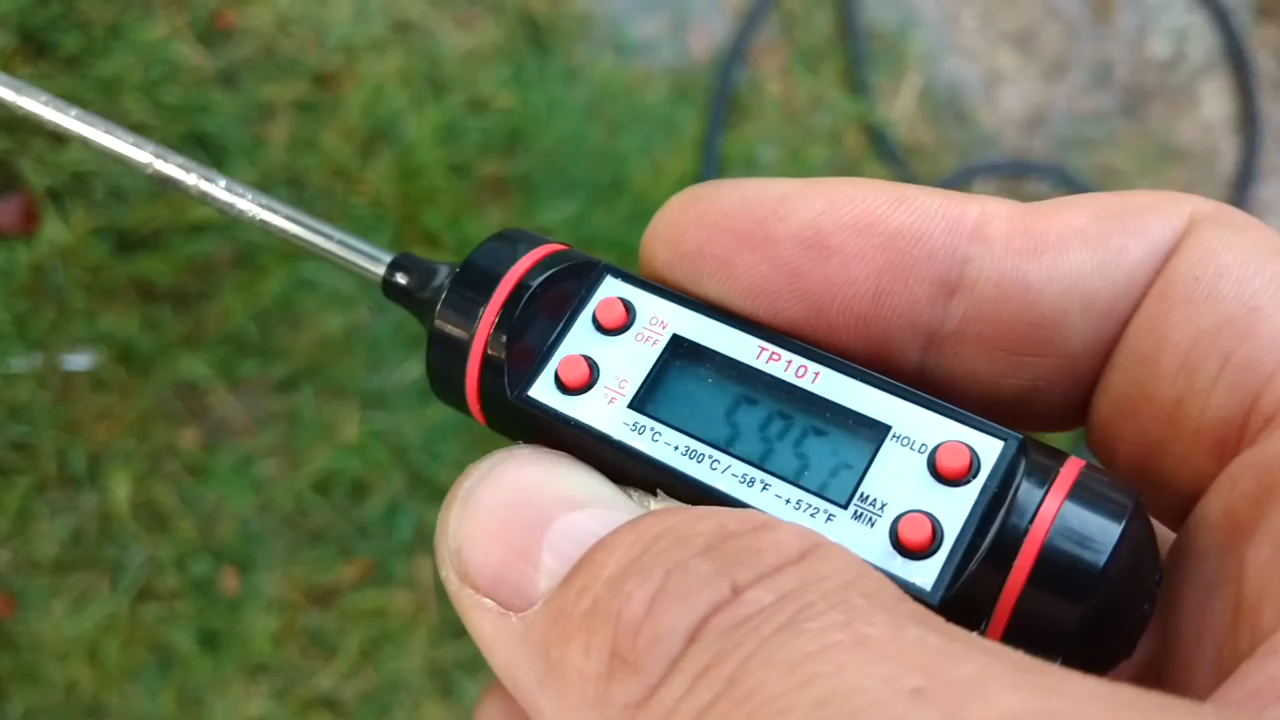 TP101
ON
OFF
°C
°F
-50°C-+300°C/-58°F-+572°F
HOLD
MAX
MIN